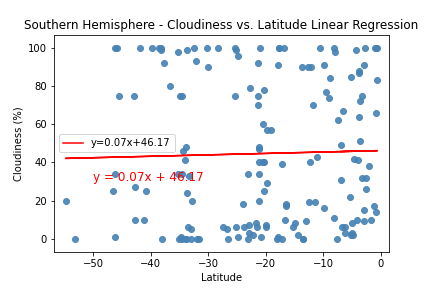 Southern Hemisphere - Cloudiness vs. Latitude Linear Regression
Cloudiness (%)
100
80
60
40
20
0
y=0.07x+46.17
y = 0.07x + 46.17
−50
−40
−30
−20
−10
0
Latitude